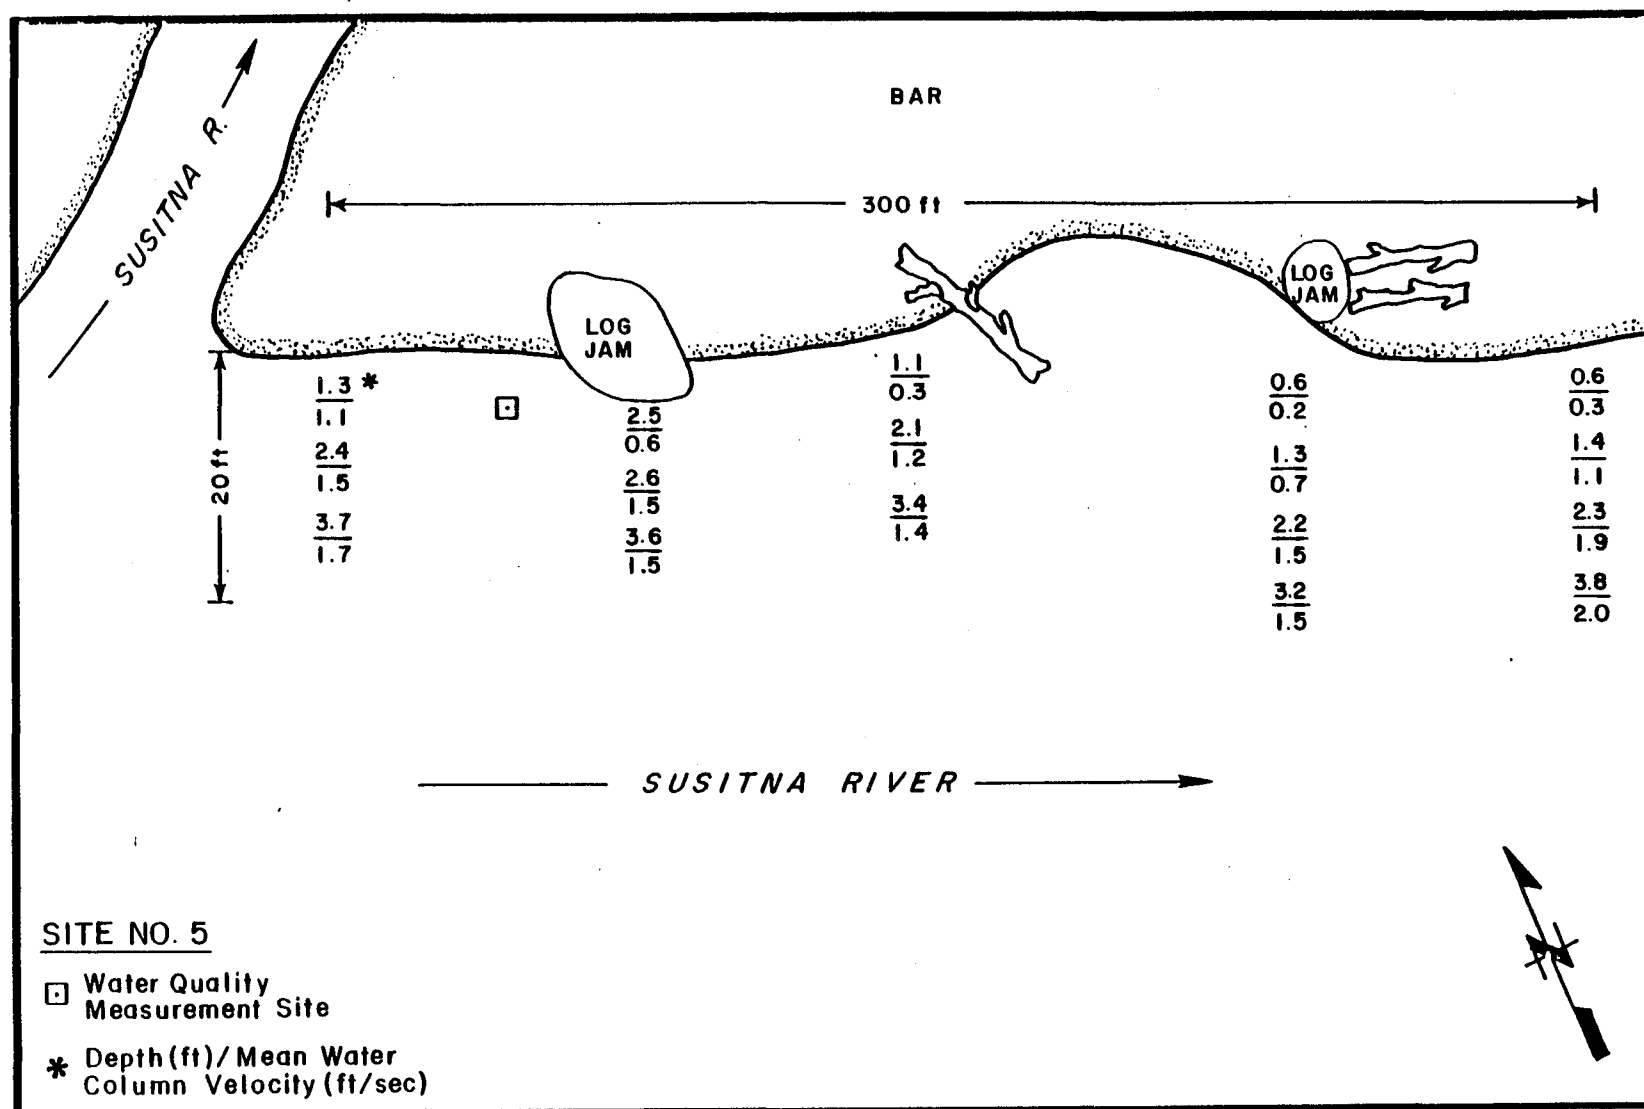 BAR
SUSITNA R.
300 ft
LOG
JAM
LOG
JAM
20 ft
1.3 *
1.1
2.4
1.5
3.7
1.7
2.5
0.6
2.6
1.5
3.6
1.5
1.1
0.3
2.1
1.2
3.4
1.4
0.6
0.2
1.3
0.7
2.2
1.5
3.2
1.5
0.6
0.3
1.4
1.1
2.3
1.9
3.8
2.0
SUSITNA RIVER
SITE NO. 5
Water Quality
Measurement Site
* Depth (ft) / Mean Water
Column Velocity (ft/sec)